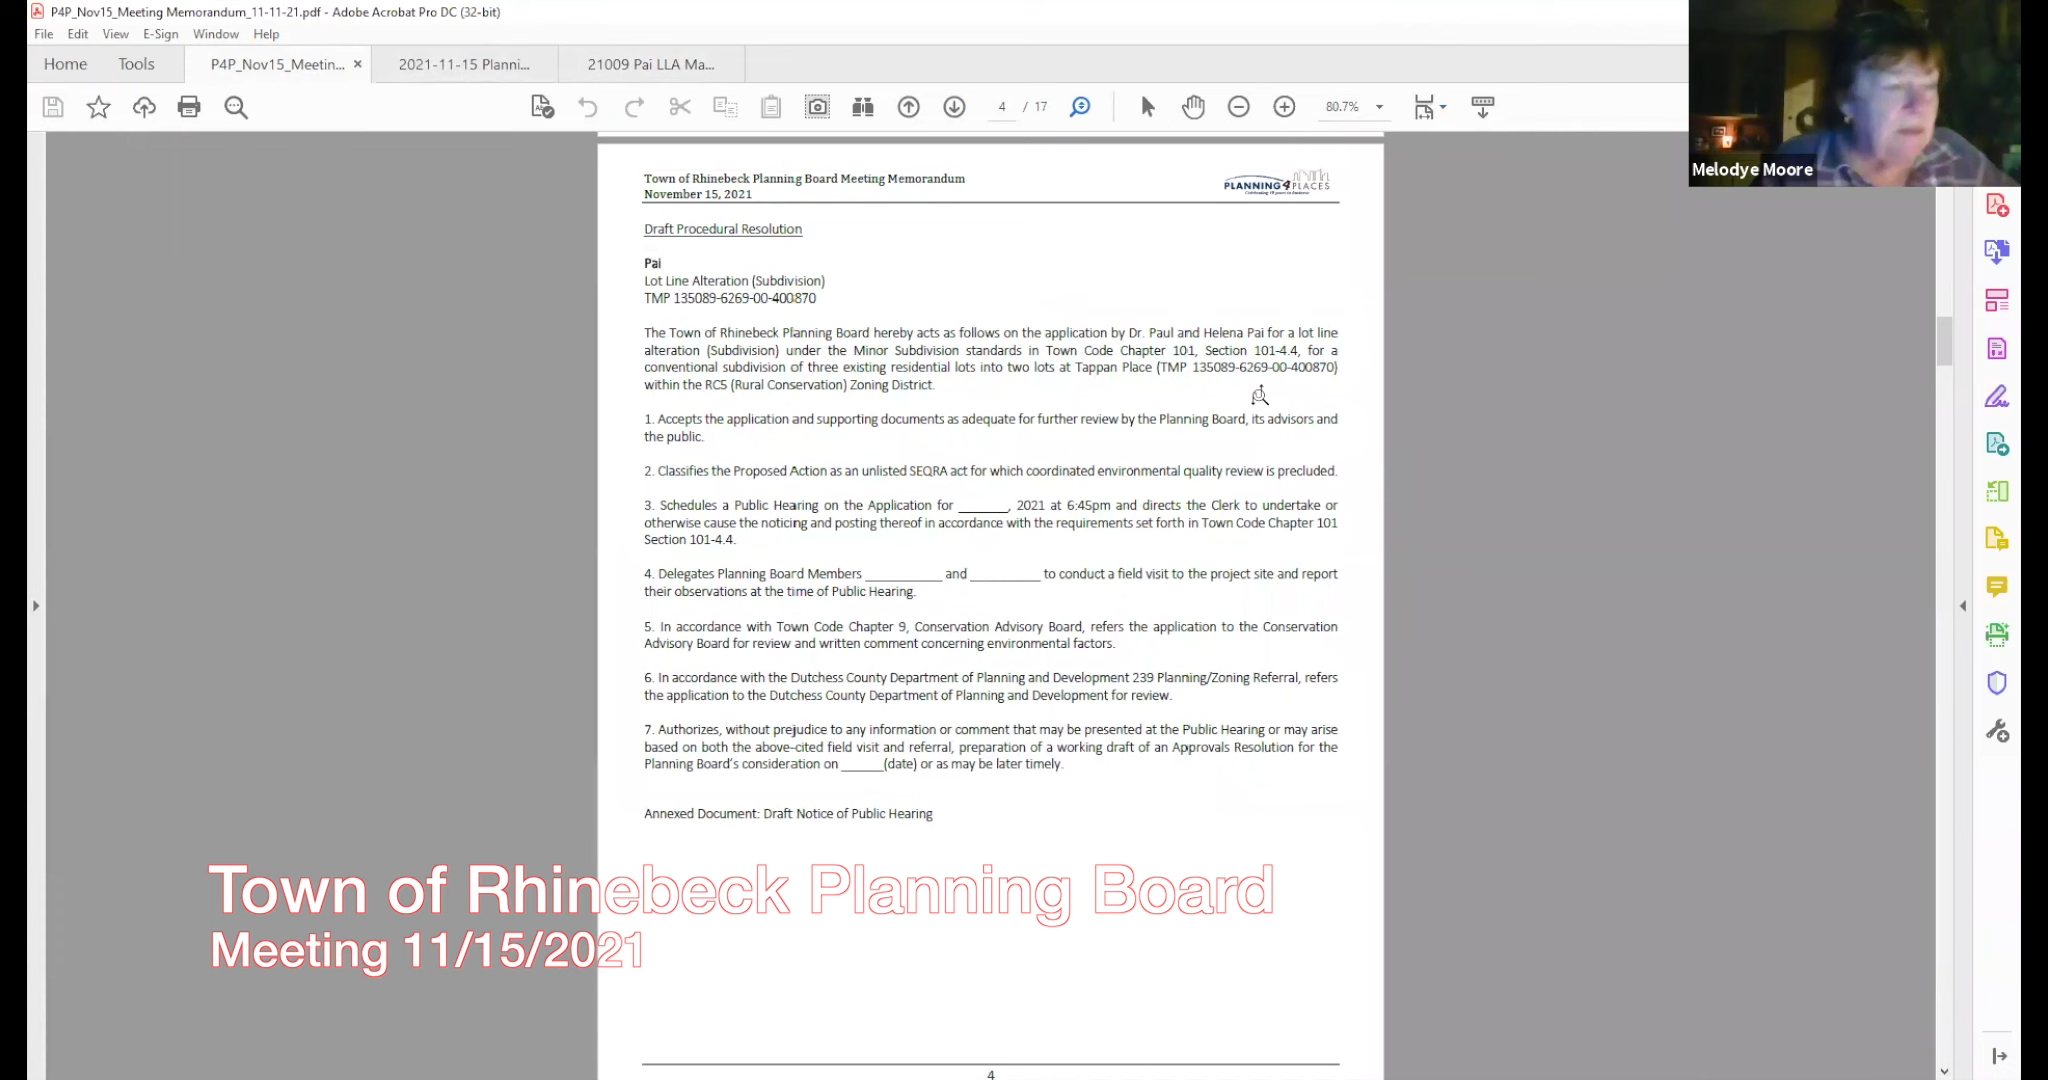 P4P_Nov15_Meeting Memorandum_11-11-21.pdf - Adobe Acrobat Pro DC (32-bit)
File Edit View E-Sign Window Help
Home Tools P4P_Nov15_Meetin... × 2021-11-15 Planni... 21009 Pai LLA Ma...
4 / 17 80.7%
Melodye Moore
Town of Rhinebeck Planning Board Meeting Memorandum
November 15, 2021
PLANNING4PLACES
Draft Procedural Resolution
Pai
Lot Line Alteration (Subdivision)
TMP 135089-6269-00-400870
The Town of Rhinebeck Planning Board hereby acts as follows on the application by Dr. Paul and Helena Pai for a lot line
alteration (Subdivision) under the Minor Subdivision standards in Town Code Chapter 101, Section 101-4.4, for a
conventional subdivision of three existing residential lots into two lots at Tappan Place (TMP 135089-6269-00-400870)
within the RC5 (Rural Conservation) Zoning District.
1. Accepts the application and supporting documents as adequate for further review by the Planning Board, its advisors and
the public.
2. Classifies the Proposed Action as an unlisted SEQRA act for which coordinated environmental quality review is precluded.
3. Schedules a Public Hearing on the Application for _______, 2021 at 6:45pm and directs the Clerk to undertake or
otherwise cause the noticing and posting thereof in accordance with the requirements set forth in Town Code Chapter 101
Section 101-4.4.
4. Delegates Planning Board Members ___________ and __________ to conduct a field visit to the project site and report
their observations at the time of Public Hearing.
5. In accordance with Town Code Chapter 9, Conservation Advisory Board, refers the application to the Conservation
Advisory Board for review and written comment concerning environmental factors.
6. In accordance with the Dutchess County Department of Planning and Development 239 Planning/Zoning Referral, refers
the application to the Dutchess County Department of Planning and Development for review.
7. Authorizes, without prejudice to any information or comment that may be presented at the Public Hearing or may arise
based on both the above-cited field visit and referral, preparation of a working draft of an Approvals Resolution for the
Planning Board's consideration on ______(date) or as may be later timely.
Annexed Document: Draft Notice of Public Hearing
Town of Rhinebeck Planning Board
Meeting 11/15/2021
4